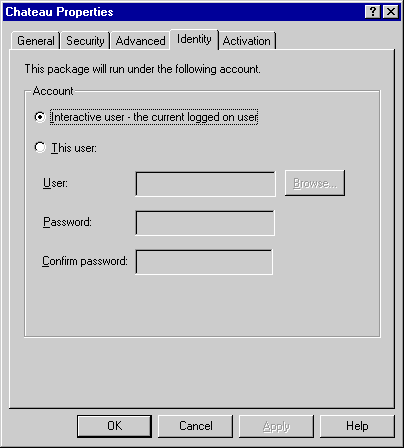 Chateau Properties
General Security Advanced Identity Activation
This package will run under the following account.
Account
Interactive user - the current logged on user
This user:
User:
Browse...
Password:
Confirm password:
OK Cancel Apply Help